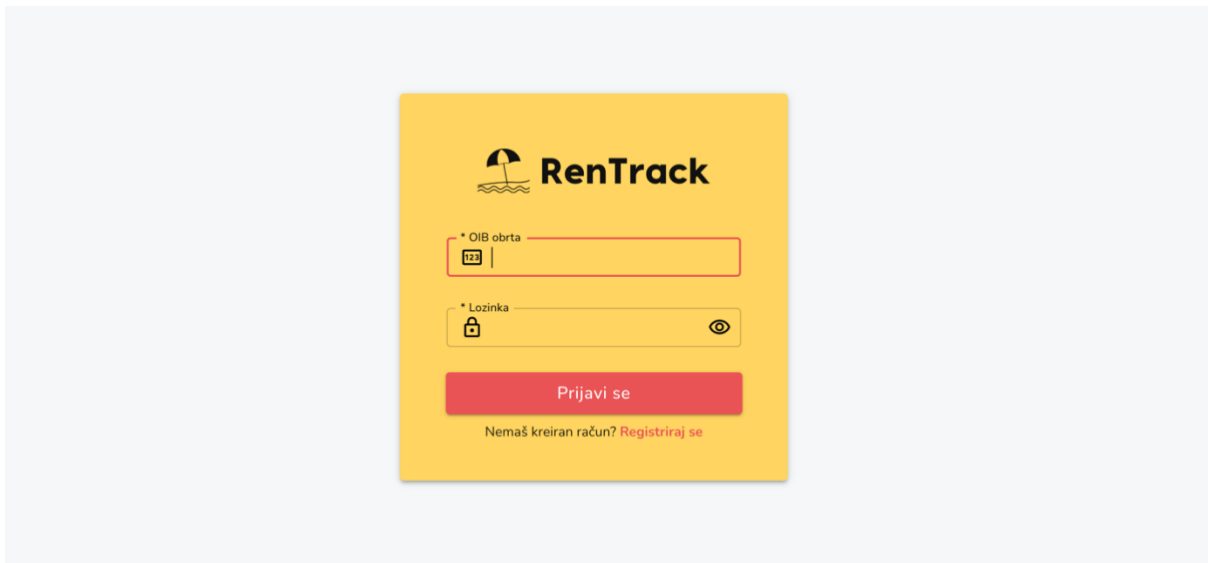 RenTrack
* OIB obrta
123
* Lozinka
Prijavi se
Nemaš kreiran račun? Registriraj se